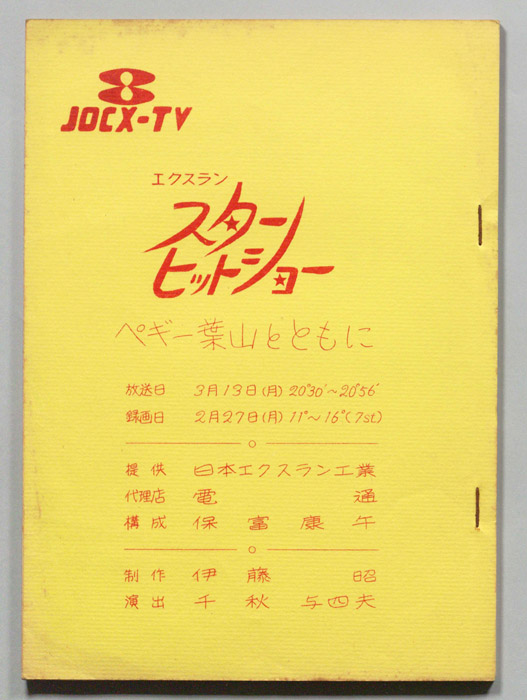 8
JOCX-TV
エクスラン
スター
ヒットショー
ペギー葉山とともに
放送日 3月13日(月) 20°30'~20°56'
録画日 2月27日(月) 11°~16°(7st)
提供 日本エクスラン工業
代理店 電通
構成 保富康午
制作 伊藤昭
演出 千秋与四夫